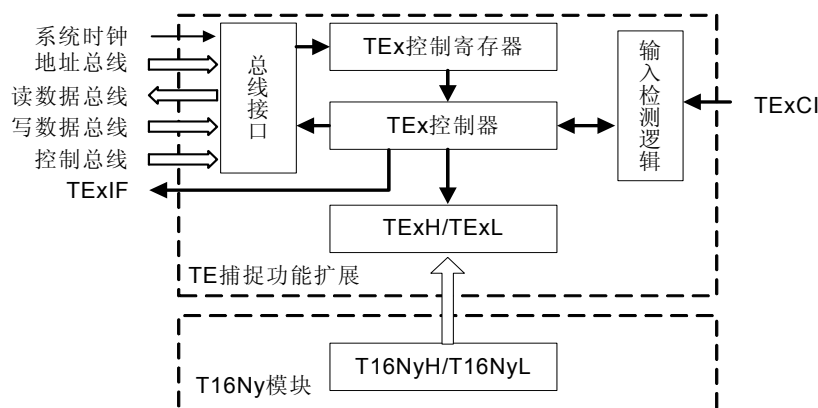 系统时钟
地址总线
读数据总线
写数据总线
控制总线
TExIF
总线接口
TEx控制寄存器
TEx控制器
TExH/TExL
输入检测逻辑
TExCI
TE捕捉功能扩展
T16NyH/T16NyL
T16Ny模块